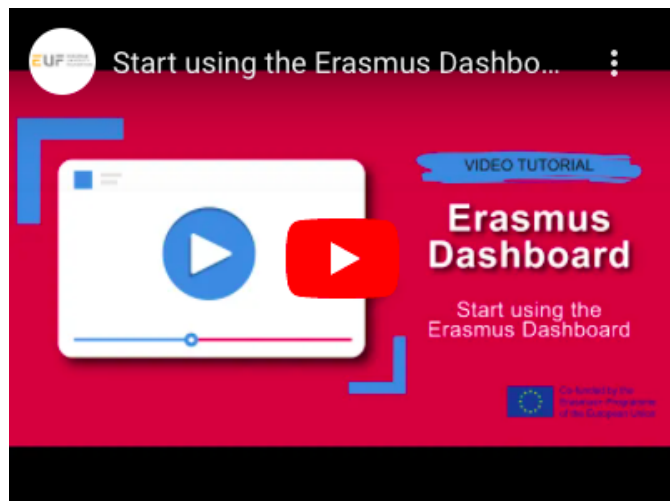 EUF
Start using the Erasmus Dashbo...
VIDEO TUTORIAL
Erasmus
Dashboard
Start using the
Erasmus Dashboard
Co-funded by the
Erasmus+ Programme
of the European Union